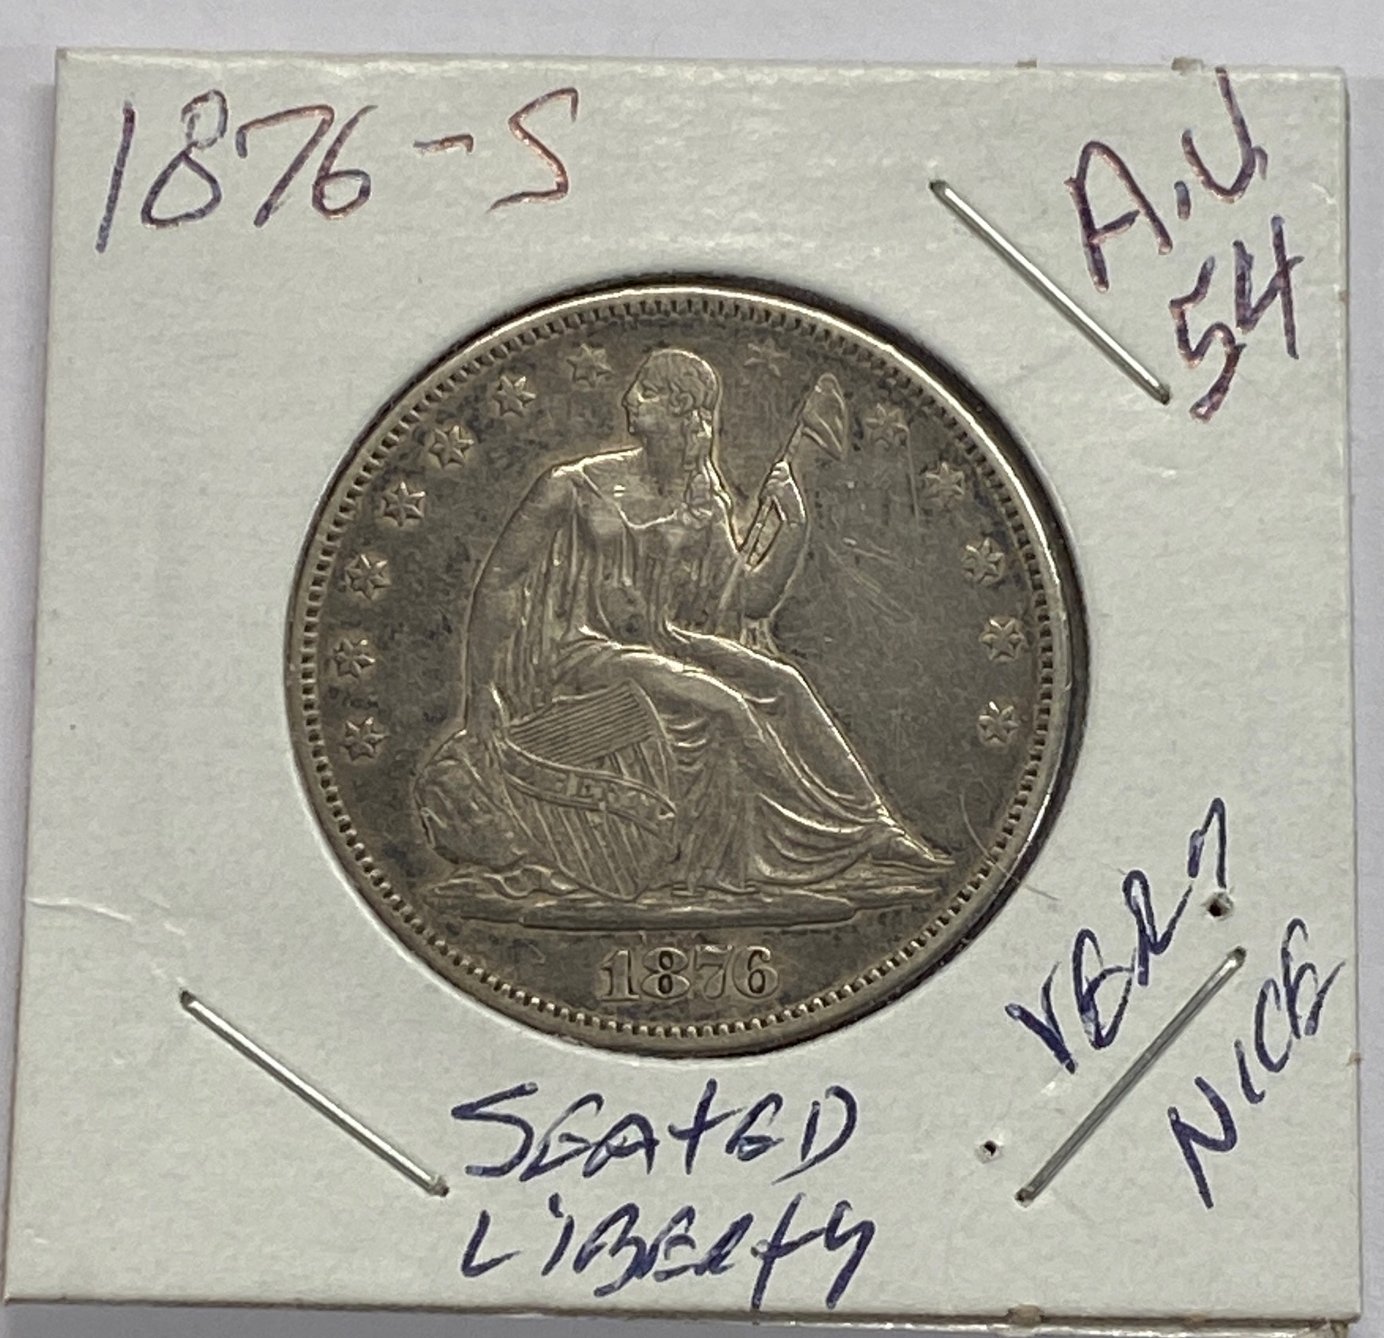 1876-S
A.U
54
1876
VERY
NICE
SEATED
LIBERTY